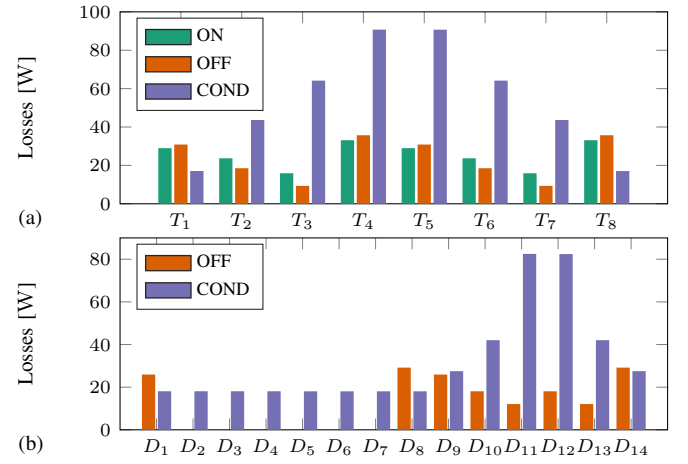 100
80
60
40
20
0
Losses [W]
ON
OFF
COND
T1 T2 T3 T4 T5 T6 T7 T8
(a)
80
60
40
20
0
Losses [W]
OFF
COND
D1 D2 D3 D4 D5 D6 D7 D8 D9 D10 D11 D12 D13 D14
(b)